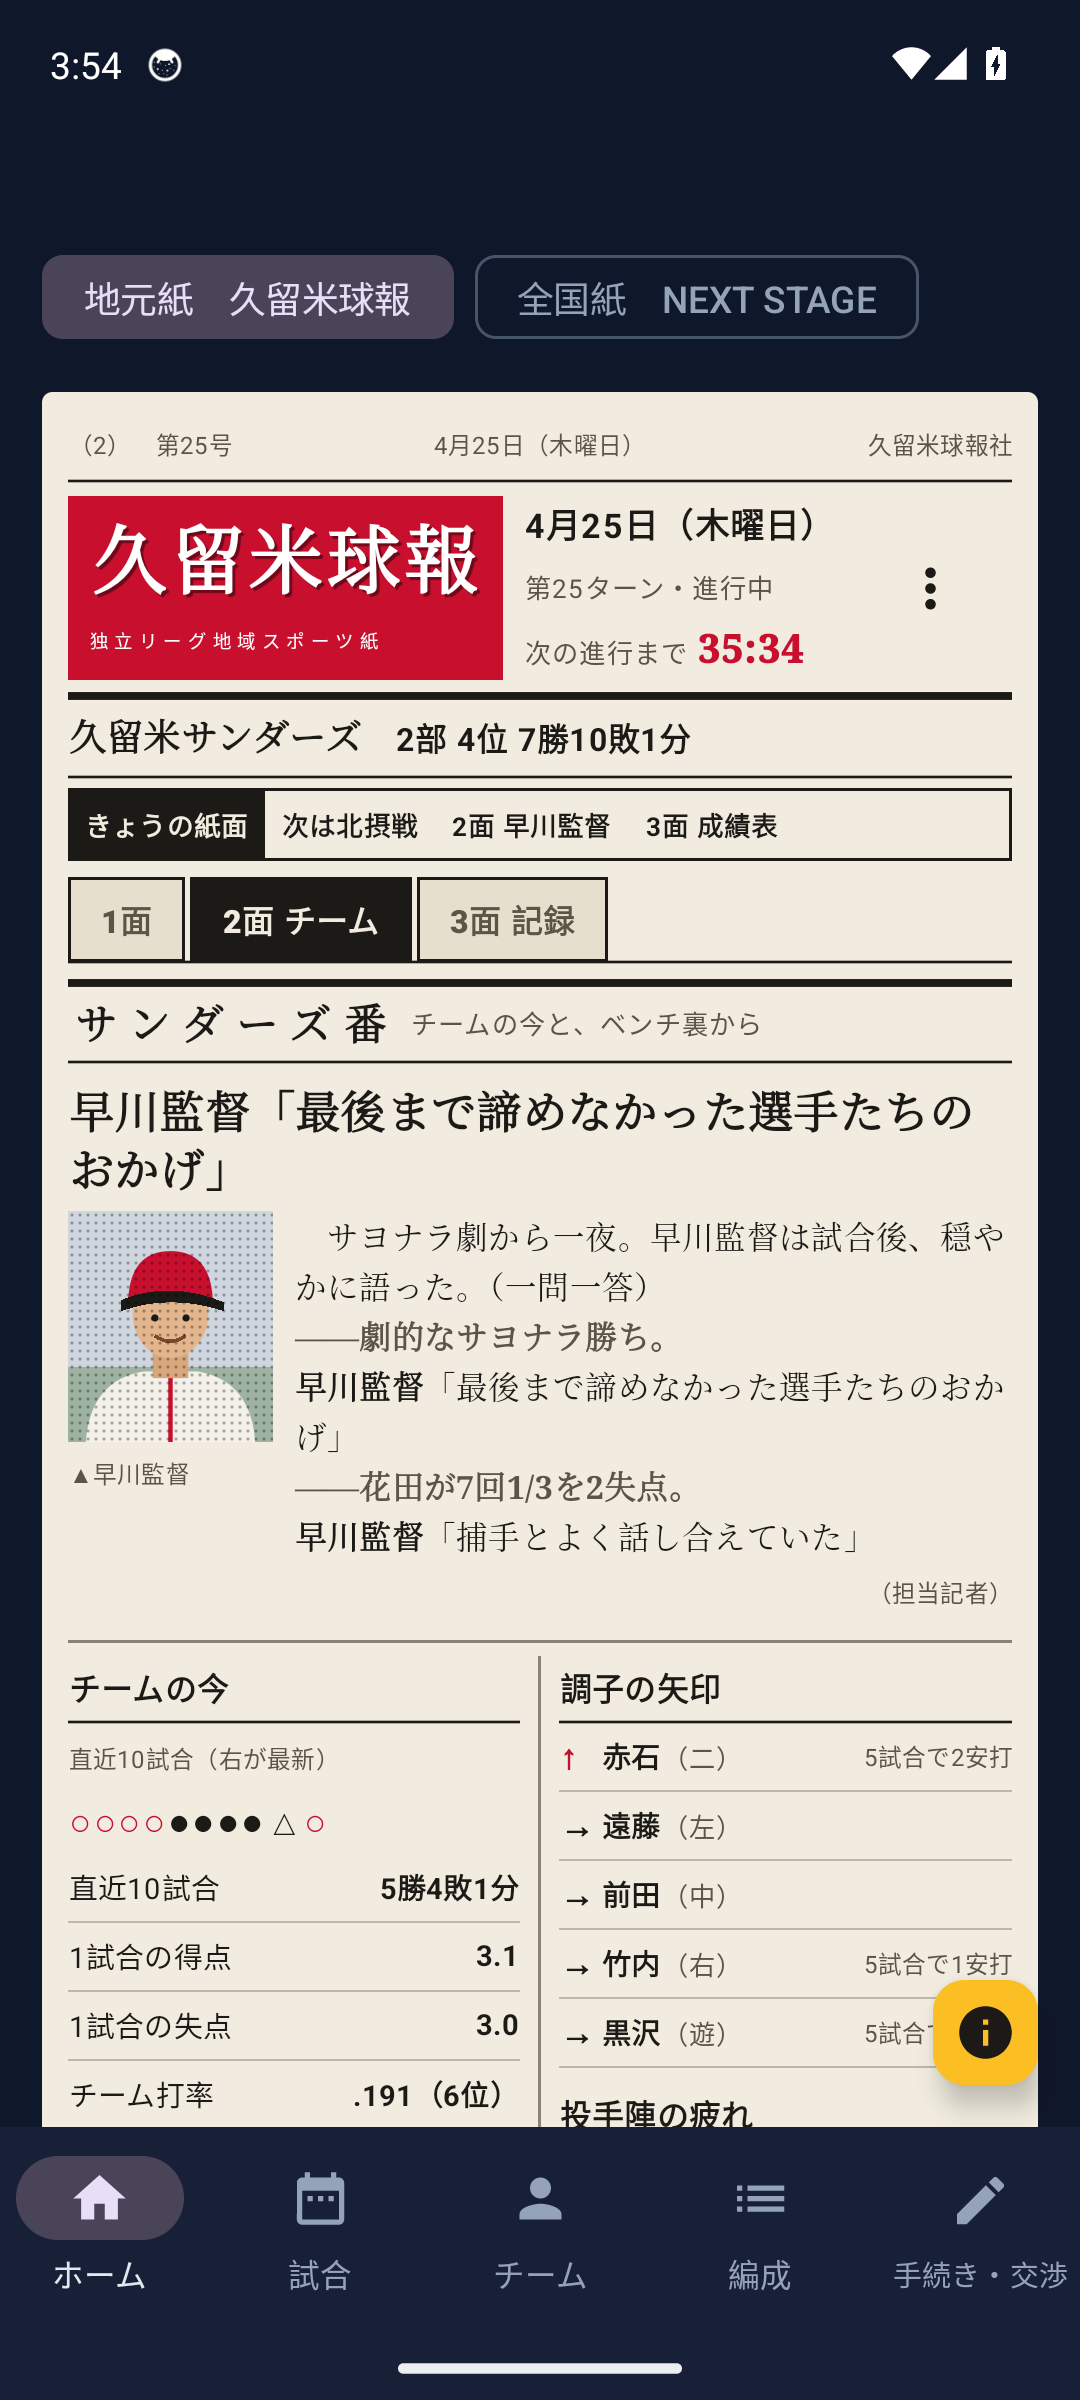 3:54
地元紙　久留米球報
全国紙　NEXT STAGE
（2）　第25号
4月25日（木曜日）
久留米球報社
久留米球報
独立リーグ地域スポーツ紙
4月25日（木曜日）
第25ターン・進行中
次の進行まで 35:34
久留米サンダーズ　2部 4位 7勝10敗1分
きょうの紙面　次は北摂戦　2面 早川監督　3面 成績表
1面
2面 チーム
3面 記録
サンダーズ番　チームの今と、ベンチ裏から
早川監督「最後まで諦めなかった選手たちの
おかげ」
サヨナラ劇から一夜。早川監督は試合後、穏や
かに語った。（一問一答）
――劇的なサヨナラ勝ち。
早川監督「最後まで諦めなかった選手たちのおか
げ」
――花田が7回1/3を2失点。
早川監督「捕手とよく話し合えていた」
▲早川監督
（担当記者）
チームの今
直近10試合（右が最新）
○○○○●●●●△○
直近10試合　5勝4敗1分
1試合の得点　3.1
1試合の失点　3.0
チーム打率　.191（6位）
調子の矢印
↑ 赤石（二）　5試合で2安打
→ 遠藤（左）
→ 前田（中）
→ 竹内（右）　5試合で1安打
→ 黒沢（遊）　5試合
投手陣の疲れ
ホーム
試合
チーム
編成
手続き・交渉